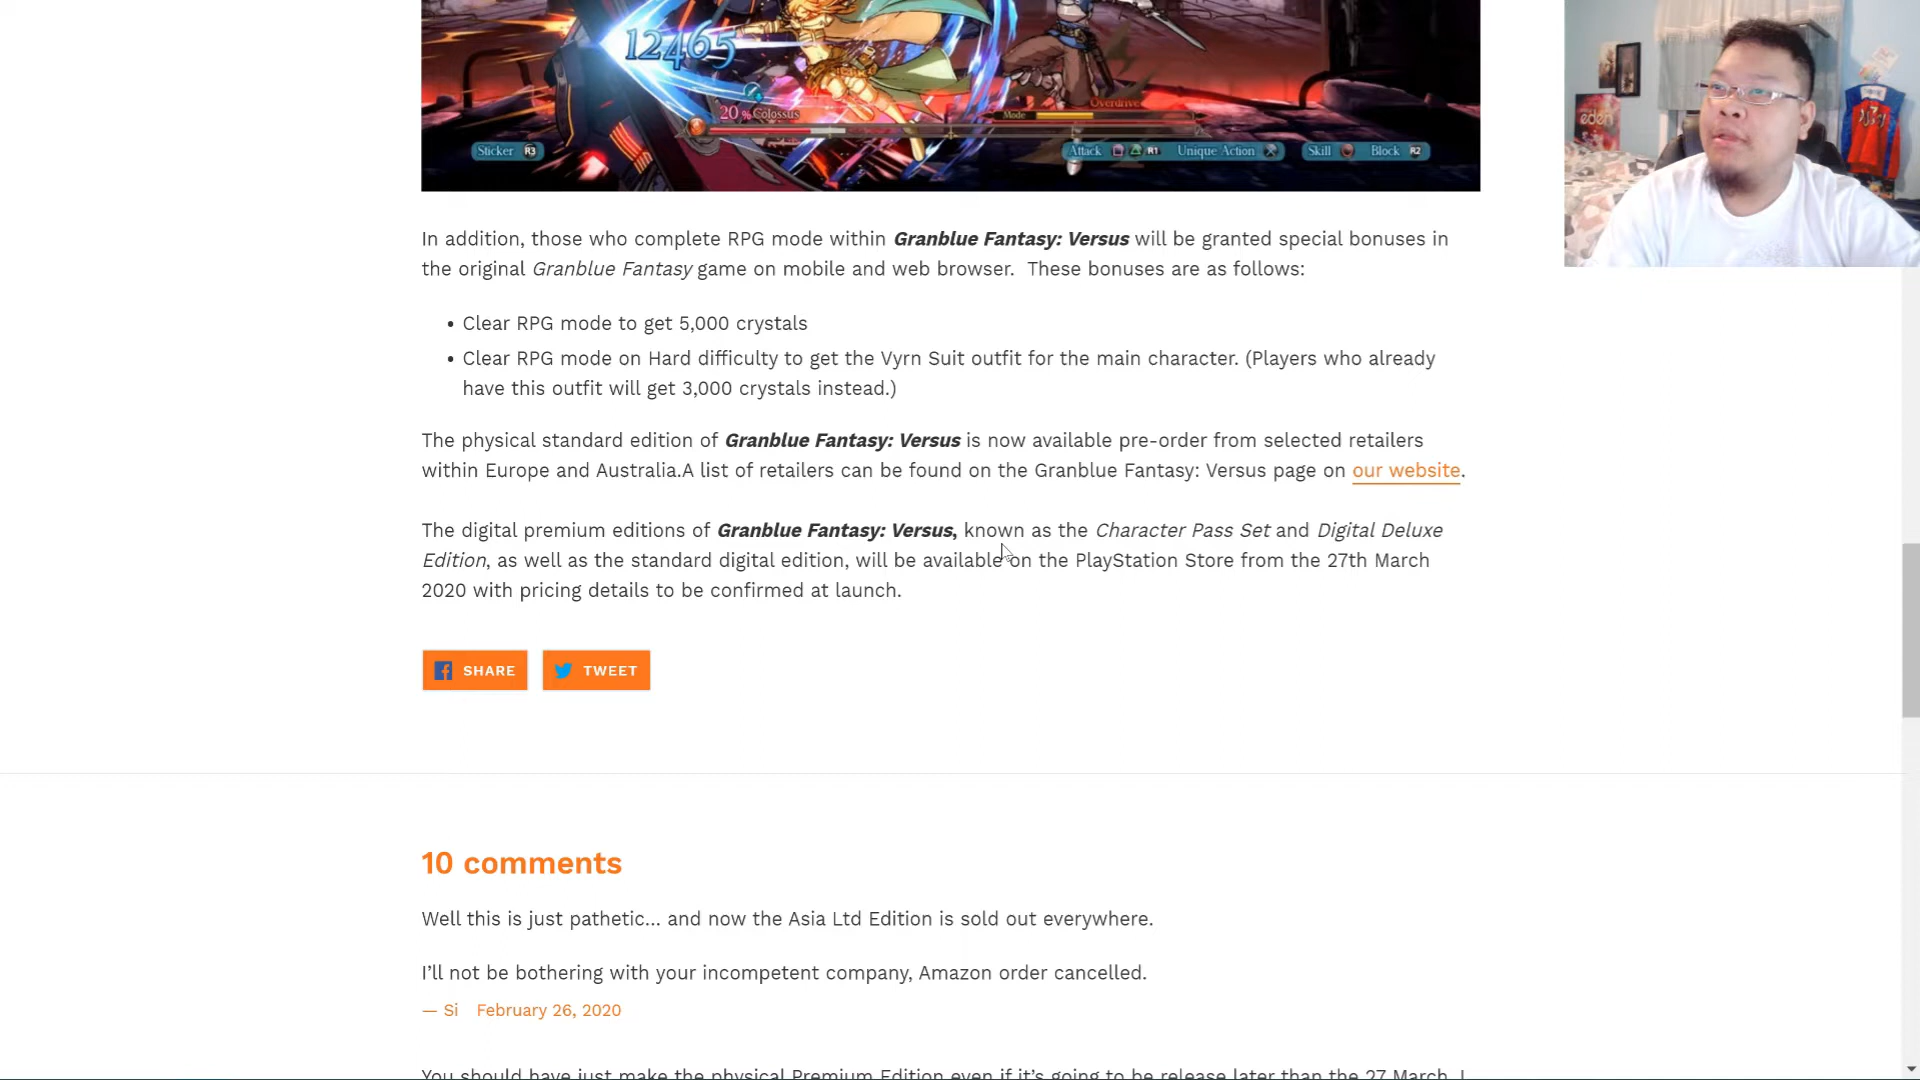 12465
20 % Colossus
Overdrive
Mode
Sticker R3
Attack R1 Unique Action Skill Block R2
eden
In addition, those who complete RPG mode within Granblue Fantasy: Versus will be granted special bonuses in
the original Granblue Fantasy game on mobile and web browser. These bonuses are as follows:
• Clear RPG mode to get 5,000 crystals
• Clear RPG mode on Hard difficulty to get the Vyrn Suit outfit for the main character. (Players who already
have this outfit will get 3,000 crystals instead.)
The physical standard edition of Granblue Fantasy: Versus is now available pre-order from selected retailers
within Europe and Australia.A list of retailers can be found on the Granblue Fantasy: Versus page on our website.
The digital premium editions of Granblue Fantasy: Versus, known as the Character Pass Set and Digital Deluxe
Edition, as well as the standard digital edition, will be available on the PlayStation Store from the 27th March
2020 with pricing details to be confirmed at launch.
SHARE TWEET
10 comments
Well this is just pathetic... and now the Asia Ltd Edition is sold out everywhere.
I'll not be bothering with your incompetent company, Amazon order cancelled.
— Si February 26, 2020
You should have just make the physical Premium Edition even if it's going to be release later than the 27 March. I